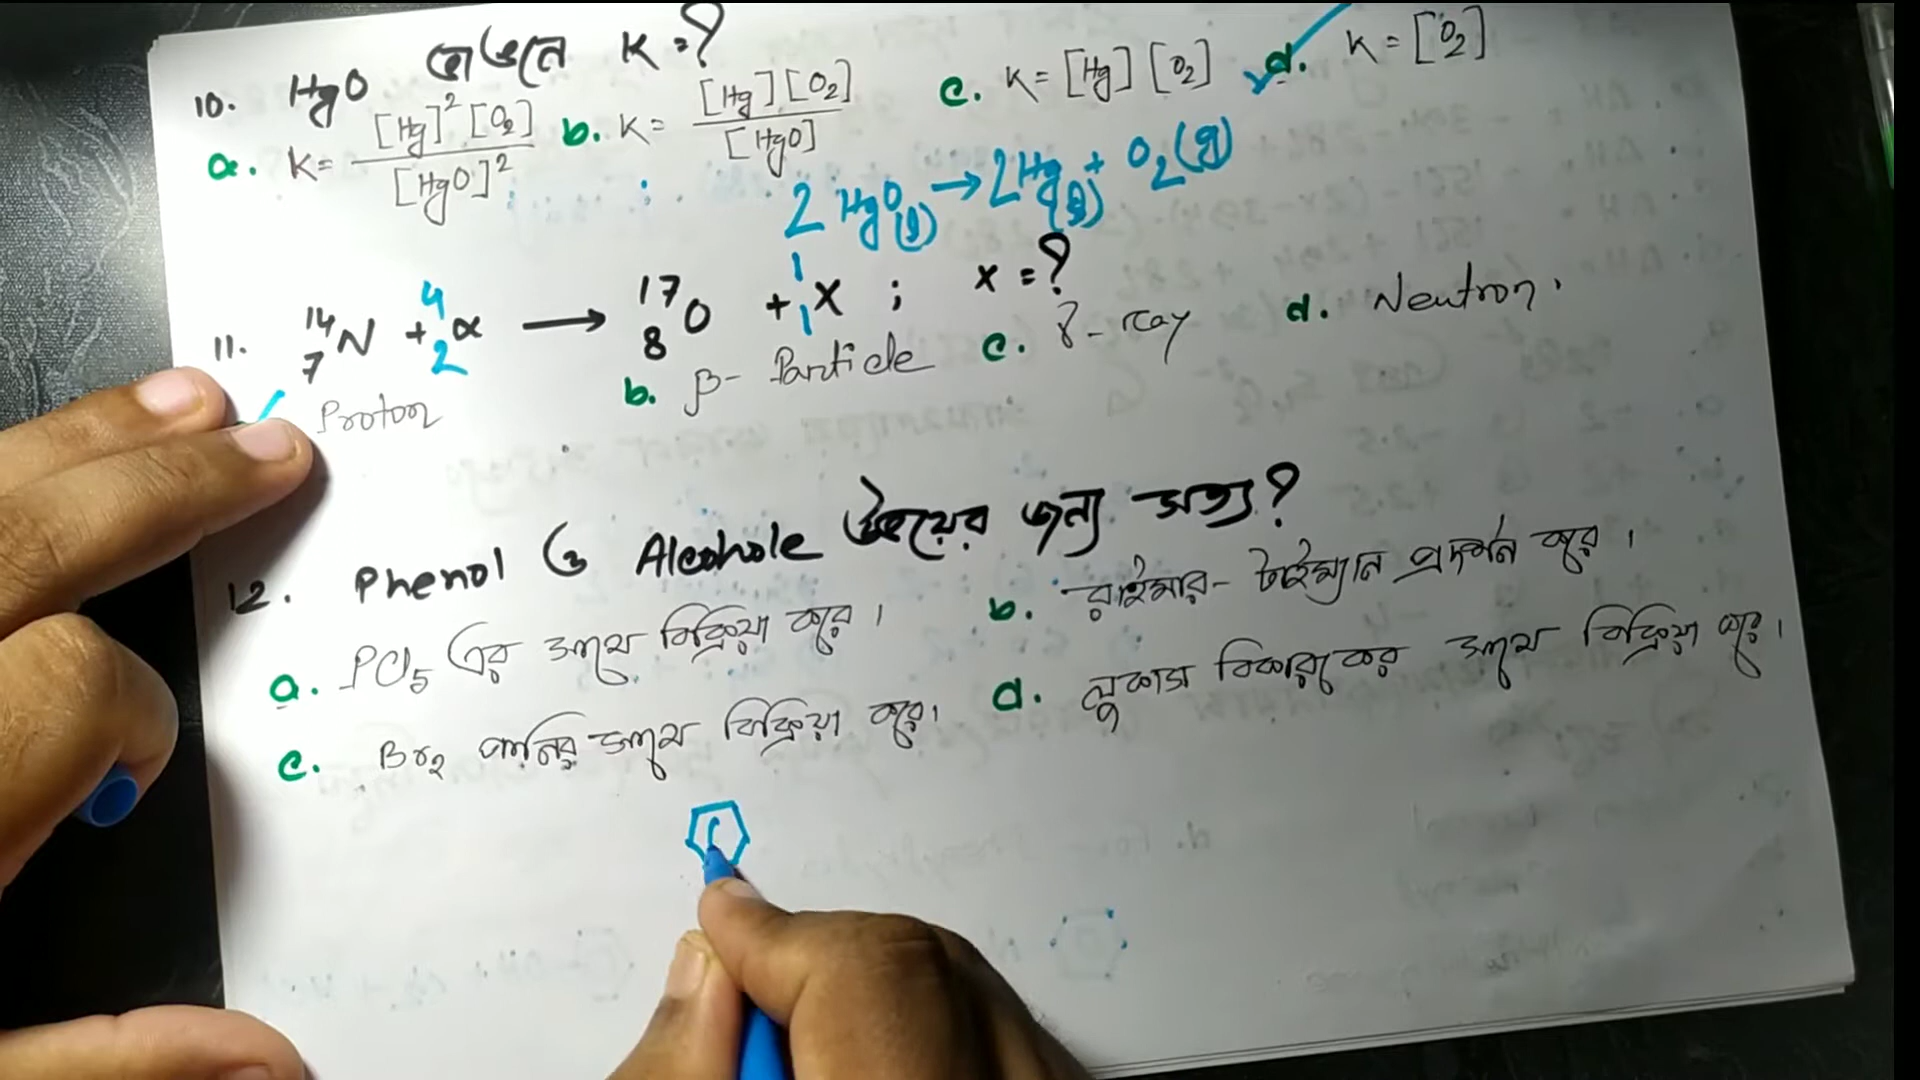 10. HgO ভাঙনে K = ?
a. K = [Hg]²[O₂] / [HgO]² b. K = [Hg][O₂] / [HgO] c. K = [Hg] [O₂] d. K = [O₂]
2 HgO(s) → 2Hg(g) + O₂(g)
11. ¹⁴₇N + ⁴₂α → ¹⁷₈O + ¹₁X ; x = ?
Proton b. β- Particle c. γ- ray d. Neutron.
12. Phenol ও Alcohole উভয়ের জন্য সত্য?
a. PCl₅ এর সাথে বিক্রিয়া করে।
b. রাইমার- টাইম্যান প্রদর্শন করে।
c. Br₂ পানির সাথে বিক্রিয়া করে।
d. লুকাস বিকারকের সাথে বিক্রিয়া করে।